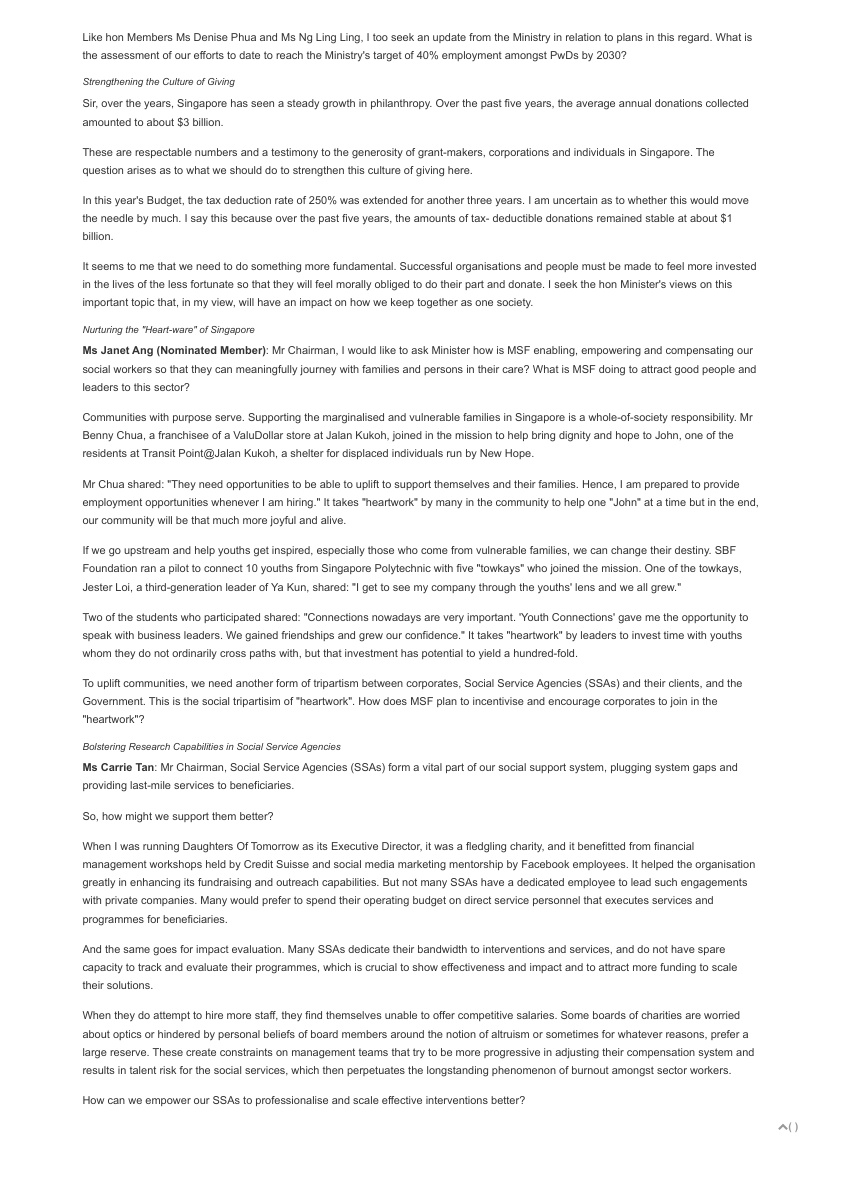 Like hon Members Ms Denise Phua and Ms Ng Ling Ling, I too seek an update from the Ministry in relation to plans in this regard. What is
the assessment of our efforts to date to reach the Ministry's target of 40% employment amongst PwDs by 2030?
Strengthening the Culture of Giving
Sir, over the years, Singapore has seen a steady growth in philanthropy. Over the past five years, the average annual donations collected
amounted to about $3 billion.
These are respectable numbers and a testimony to the generosity of grant-makers, corporations and individuals in Singapore. The
question arises as to what we should do to strengthen this culture of giving here.
In this year's Budget, the tax deduction rate of 250% was extended for another three years. I am uncertain as to whether this would move
the needle by much. I say this because over the past five years, the amounts of tax- deductible donations remained stable at about $1
billion.
It seems to me that we need to do something more fundamental. Successful organisations and people must be made to feel more invested
in the lives of the less fortunate so that they will feel morally obliged to do their part and donate. I seek the hon Minister's views on this
important topic that, in my view, will have an impact on how we keep together as one society.
Nurturing the "Heart-ware" of Singapore
Ms Janet Ang (Nominated Member): Mr Chairman, I would like to ask Minister how is MSF enabling, empowering and compensating our
social workers so that they can meaningfully journey with families and persons in their care? What is MSF doing to attract good people and
leaders to this sector?
Communities with purpose serve. Supporting the marginalised and vulnerable families in Singapore is a whole-of-society responsibility. Mr
Benny Chua, a franchisee of a ValuDollar store at Jalan Kukoh, joined in the mission to help bring dignity and hope to John, one of the
residents at Transit Point@Jalan Kukoh, a shelter for displaced individuals run by New Hope.
Mr Chua shared: "They need opportunities to be able to uplift to support themselves and their families. Hence, I am prepared to provide
employment opportunities whenever I am hiring." It takes "heartwork" by many in the community to help one "John" at a time but in the end,
our community will be that much more joyful and alive.
If we go upstream and help youths get inspired, especially those who come from vulnerable families, we can change their destiny. SBF
Foundation ran a pilot to connect 10 youths from Singapore Polytechnic with five "towkays" who joined the mission. One of the towkays,
Jester Loi, a third-generation leader of Ya Kun, shared: "I get to see my company through the youths' lens and we all grew."
Two of the students who participated shared: "Connections nowadays are very important. 'Youth Connections' gave me the opportunity to
speak with business leaders. We gained friendships and grew our confidence." It takes "heartwork" by leaders to invest time with youths
whom they do not ordinarily cross paths with, but that investment has potential to yield a hundred-fold.
To uplift communities, we need another form of tripartism between corporates, Social Service Agencies (SSAs) and their clients, and the
Government. This is the social tripartisim of "heartwork". How does MSF plan to incentivise and encourage corporates to join in the
"heartwork"?
Bolstering Research Capabilities in Social Service Agencies
Ms Carrie Tan: Mr Chairman, Social Service Agencies (SSAs) form a vital part of our social support system, plugging system gaps and
providing last-mile services to beneficiaries.
So, how might we support them better?
When I was running Daughters Of Tomorrow as its Executive Director, it was a fledgling charity, and it benefitted from financial
management workshops held by Credit Suisse and social media marketing mentorship by Facebook employees. It helped the organisation
greatly in enhancing its fundraising and outreach capabilities. But not many SSAs have a dedicated employee to lead such engagements
with private companies. Many would prefer to spend their operating budget on direct service personnel that executes services and
programmes for beneficiaries.
And the same goes for impact evaluation. Many SSAs dedicate their bandwidth to interventions and services, and do not have spare
capacity to track and evaluate their programmes, which is crucial to show effectiveness and impact and to attract more funding to scale
their solutions.
When they do attempt to hire more staff, they find themselves unable to offer competitive salaries. Some boards of charities are worried
about optics or hindered by personal beliefs of board members around the notion of altruism or sometimes for whatever reasons, prefer a
large reserve. These create constraints on management teams that try to be more progressive in adjusting their compensation system and
results in talent risk for the social services, which then perpetuates the longstanding phenomenon of burnout amongst sector workers.
How can we empower our SSAs to professionalise and scale effective interventions better?
( )